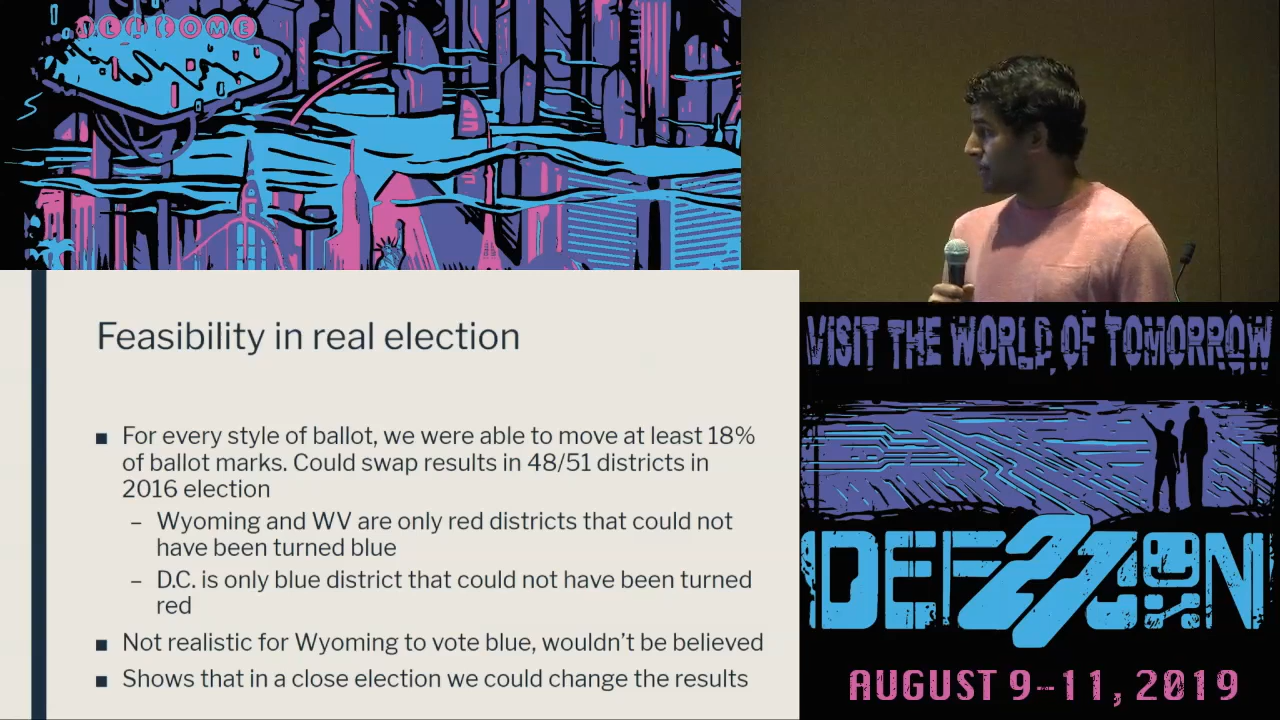 WELCOME
Feasibility in real election
■ For every style of ballot, we were able to move at least 18%
of ballot marks. Could swap results in 48/51 districts in
2016 election
– Wyoming and WV are only red districts that could not
have been turned blue
– D.C. is only blue district that could not have been turned
red
■ Not realistic for Wyoming to vote blue, wouldn't be believed
■ Shows that in a close election we could change the results
VISIT THE WORLD OF TOMORROW
DEF CON
27
AUGUST 9--11, 2019